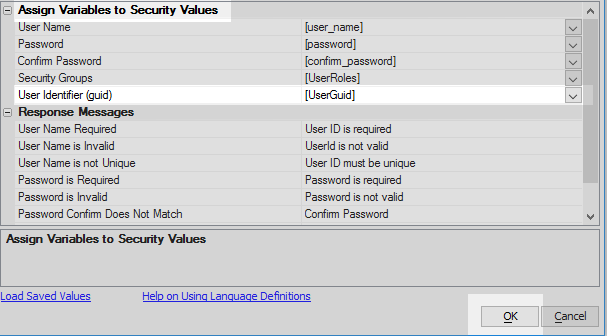 Assign Variables to Security Values
User Name [user_name]
Password [password]
Confirm Password [confirm_password]
Security Groups [UserRoles]
User Identifier (guid) [UserGuid]
Response Messages
User Name Required User ID is required
User Name is Invalid UserId is not valid
User Name is not Unique User ID must be unique
Password is Required Password is required
Password is Invalid Password is not valid
Password Confirm Does Not Match Confirm Password
Assign Variables to Security Values
Load Saved Values Help on Using Language Definitions
OK Cancel